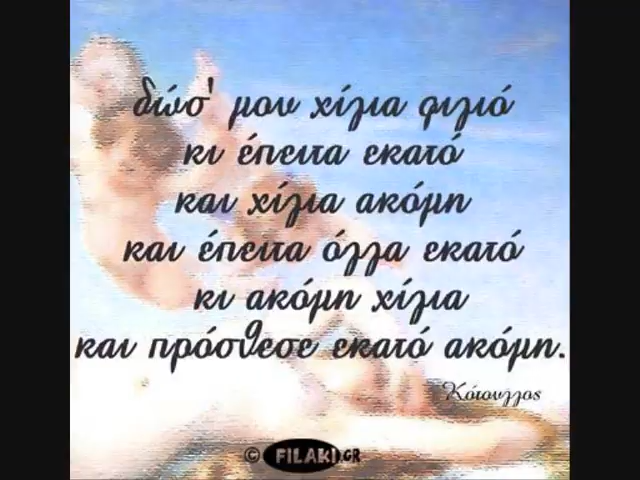 δώσ' μου χίλια φιλιά
κι έπειτα εκατό
και χίλια ακόμη
και έπειτα άλλα εκατό
κι ακόμη χίλια
και πρόσθεσε εκατό ακόμη.
Κάτουλλος
© FILAKI.GR